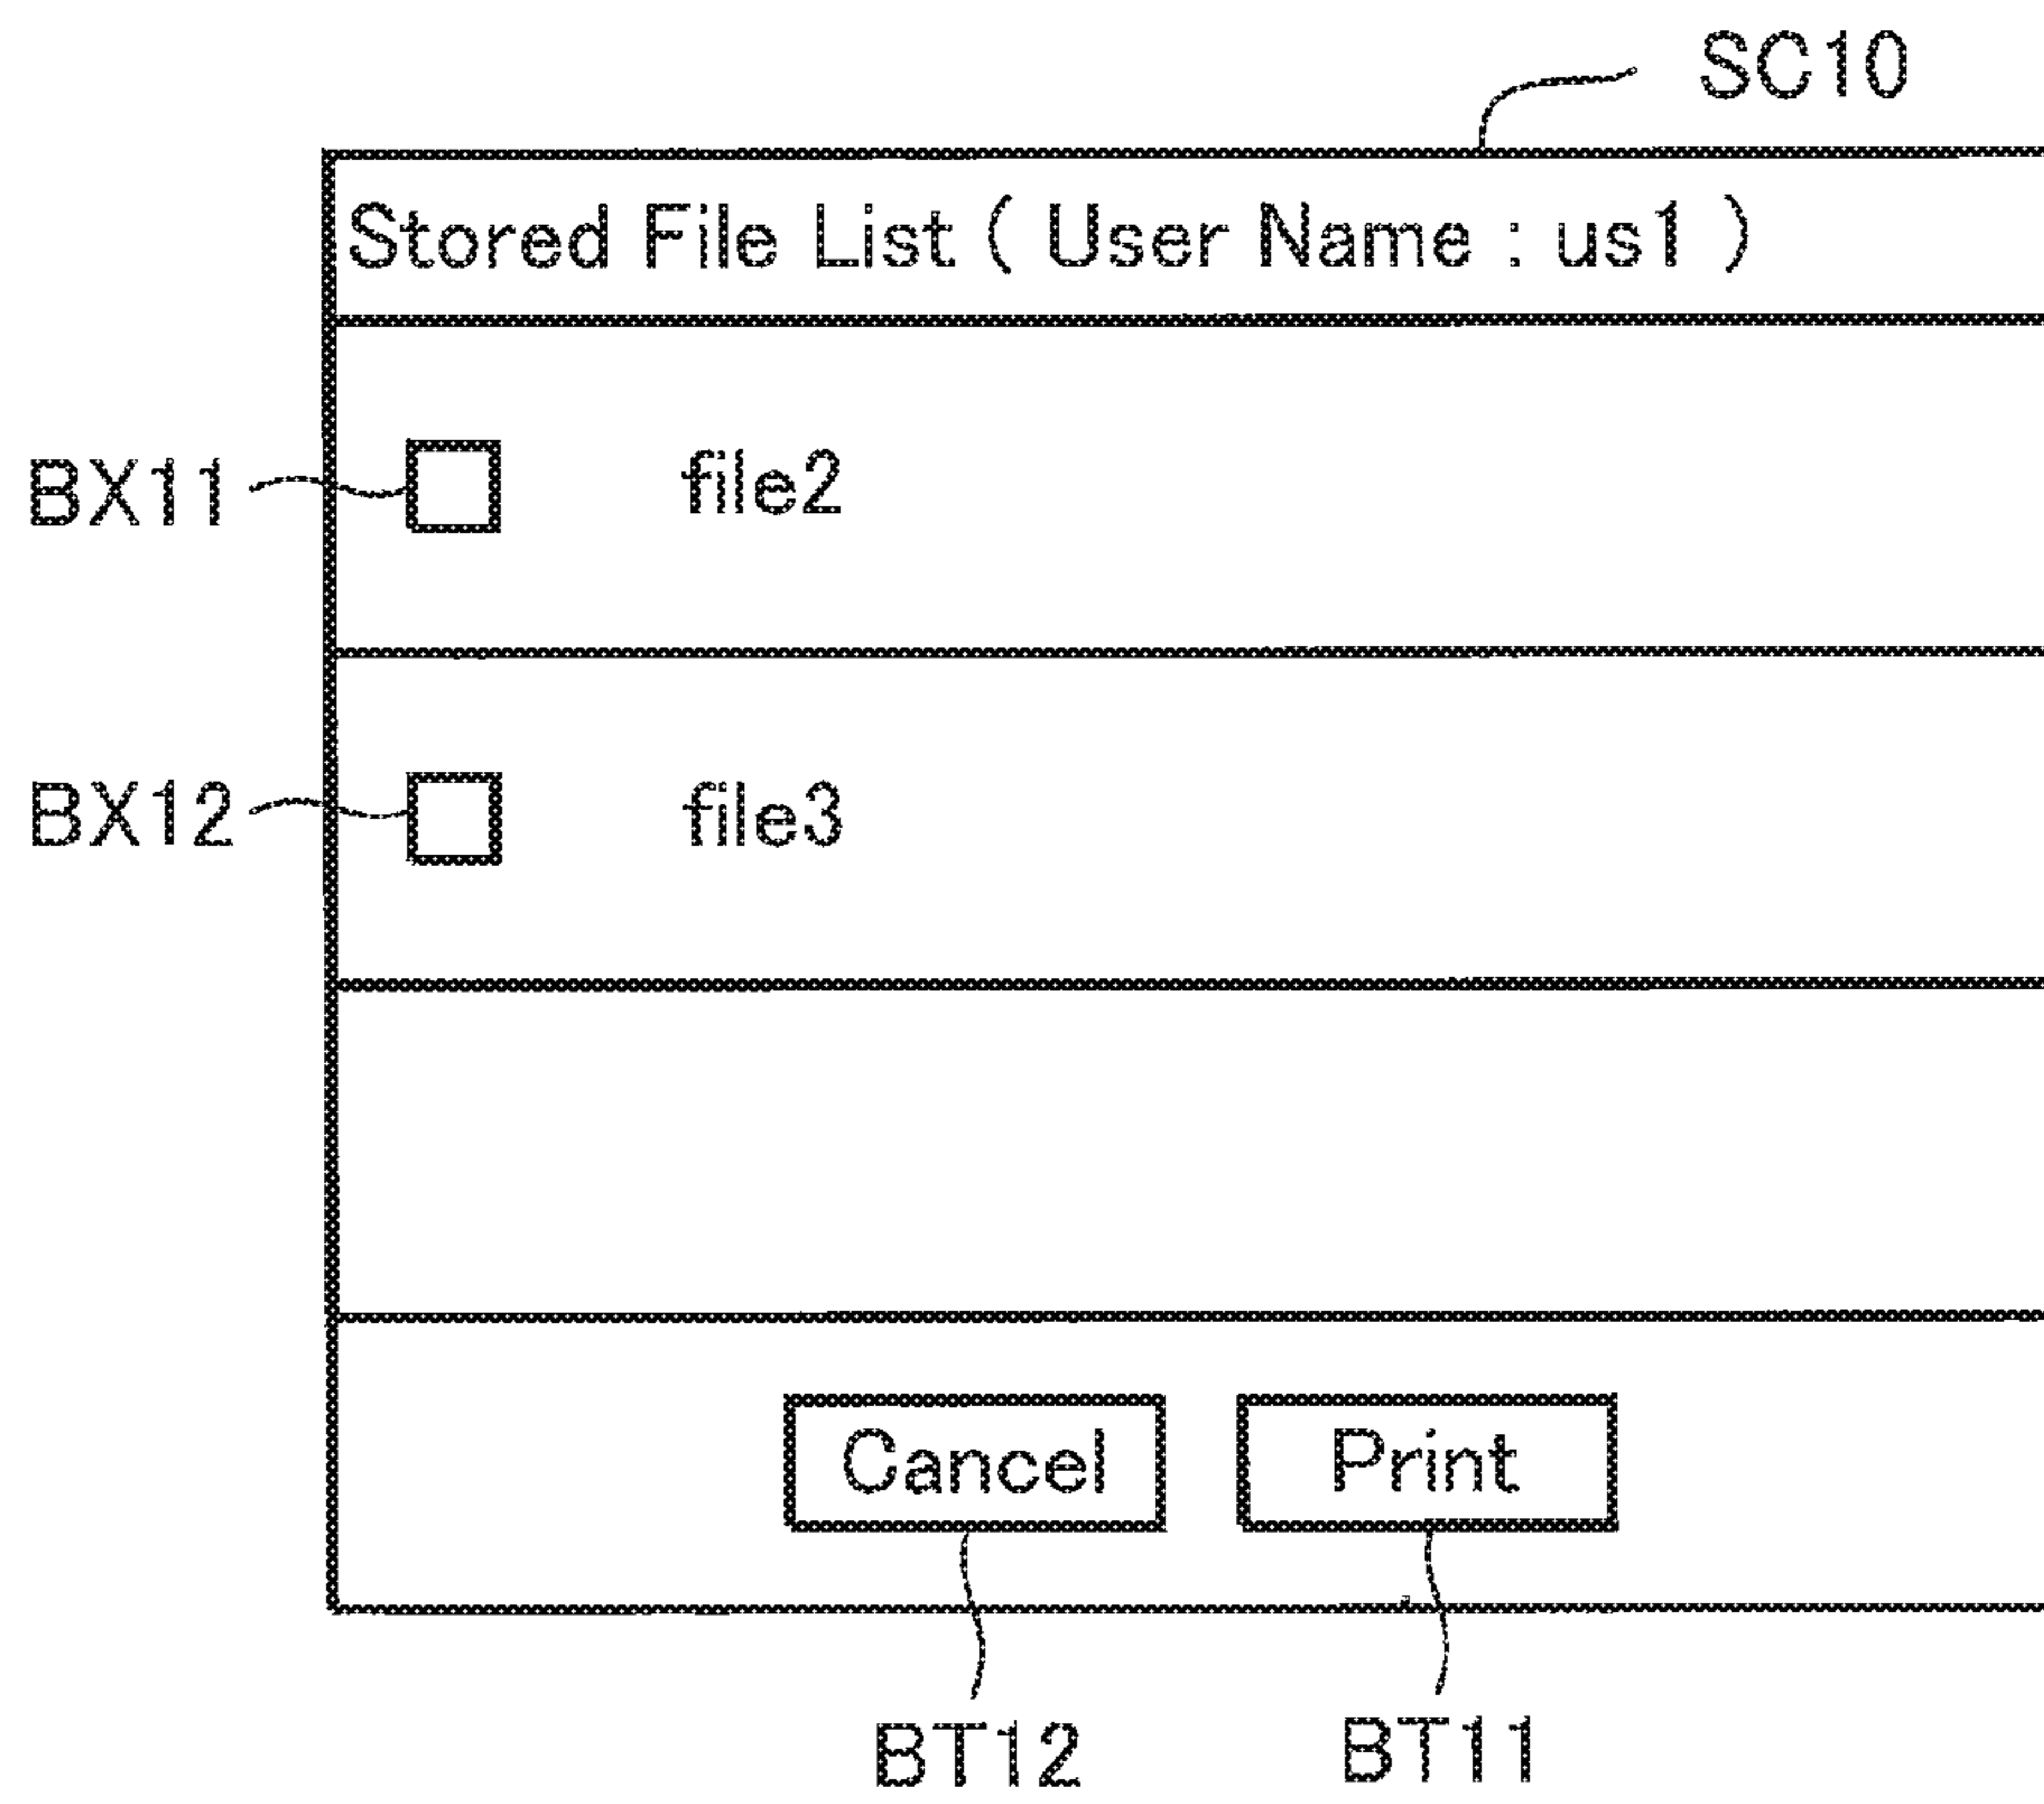 SC10
Stored File List ( User Name : us1 )
BX11 file2
BX12 file3
Cancel Print
BT12 BT11